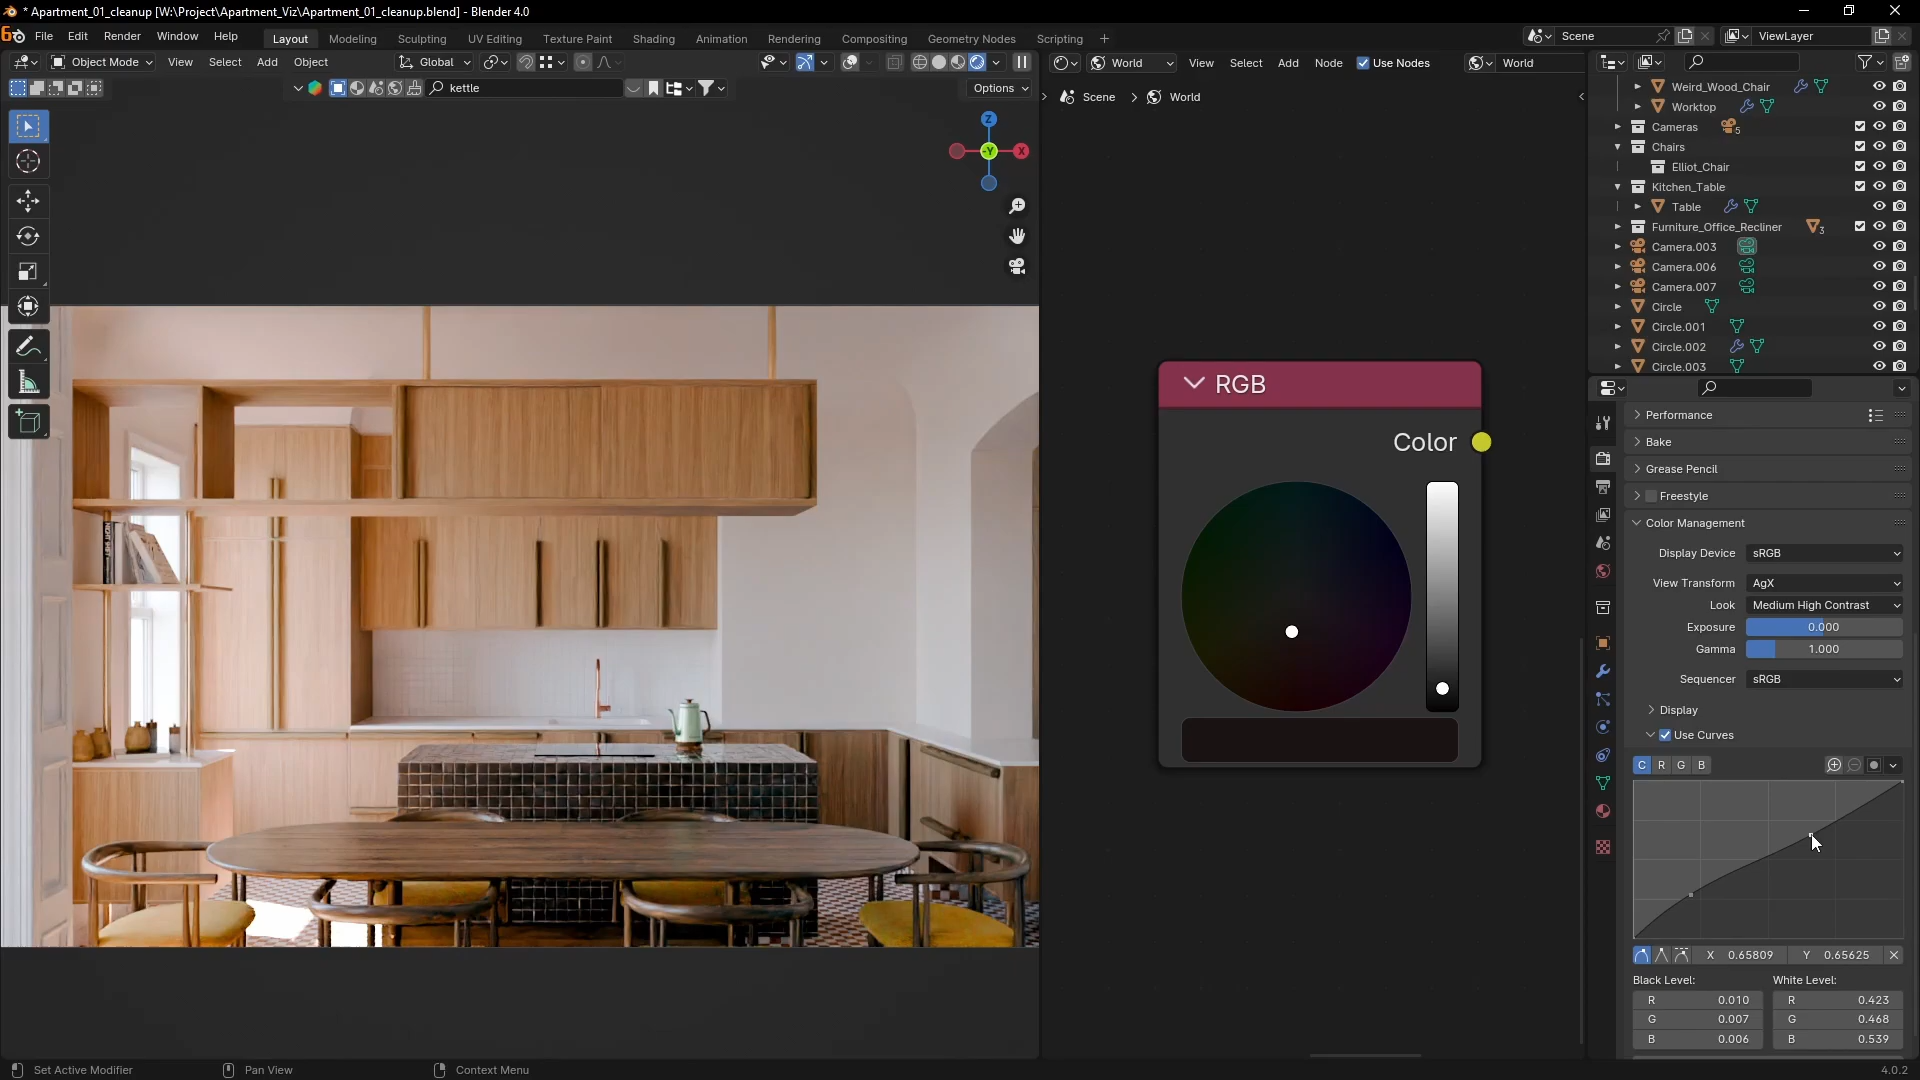 * Apartment_01_cleanup [W:\Project\Apartment_Viz\Apartment_01_cleanup.blend] - Blender 4.0
File Edit Render Window Help
Layout Modeling Sculpting UV Editing Texture Paint Shading Animation Rendering Compositing Geometry Nodes Scripting +
Scene
ViewLayer
Object Mode View Select Add Object
Global
World View Select Add Node Use Nodes
World
kettle
Options
Scene > World
Z
-Y
X
RGB
Color
Weird_Wood_Chair
Worktop
Cameras 5
Chairs
Elliot_Chair
Kitchen_Table
Table
Furniture_Office_Recliner 3
Camera.003
Camera.006
Camera.007
Circle
Circle.001
Circle.002
Circle.003
Performance
Bake
Grease Pencil
Freestyle
Color Management
Display Device sRGB
View Transform AgX
Look Medium High Contrast
Exposure 0.000
Gamma 1.000
Sequencer sRGB
Display
Use Curves
C R G B
X 0.65809 Y 0.65625
Black Level: White Level:
R 0.010 R 0.423
G 0.007 G 0.468
B 0.006 B 0.539
Set Active Modifier
Pan View
Context Menu
4.0.2